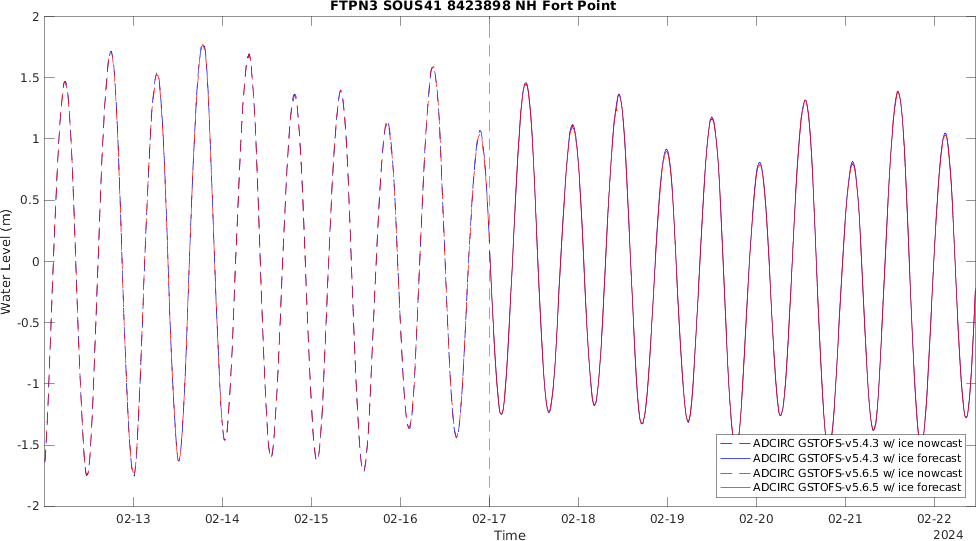 FTPN3 SOUS41 8423898 NH Fort Point
2
1.5
1
0.5
0
-0.5
-1
-1.5
-2
Water Level (m)
ADCIRC GSTOFS-v5.4.3 w/ ice nowcast
ADCIRC GSTOFS-v5.4.3 w/ ice forecast
ADCIRC GSTOFS-v5.6.5 w/ ice nowcast
ADCIRC GSTOFS-v5.6.5 w/ ice forecast
02-13 02-14 02-15 02-16 02-17 02-18 02-19 02-20 02-21 02-22
Time
2024